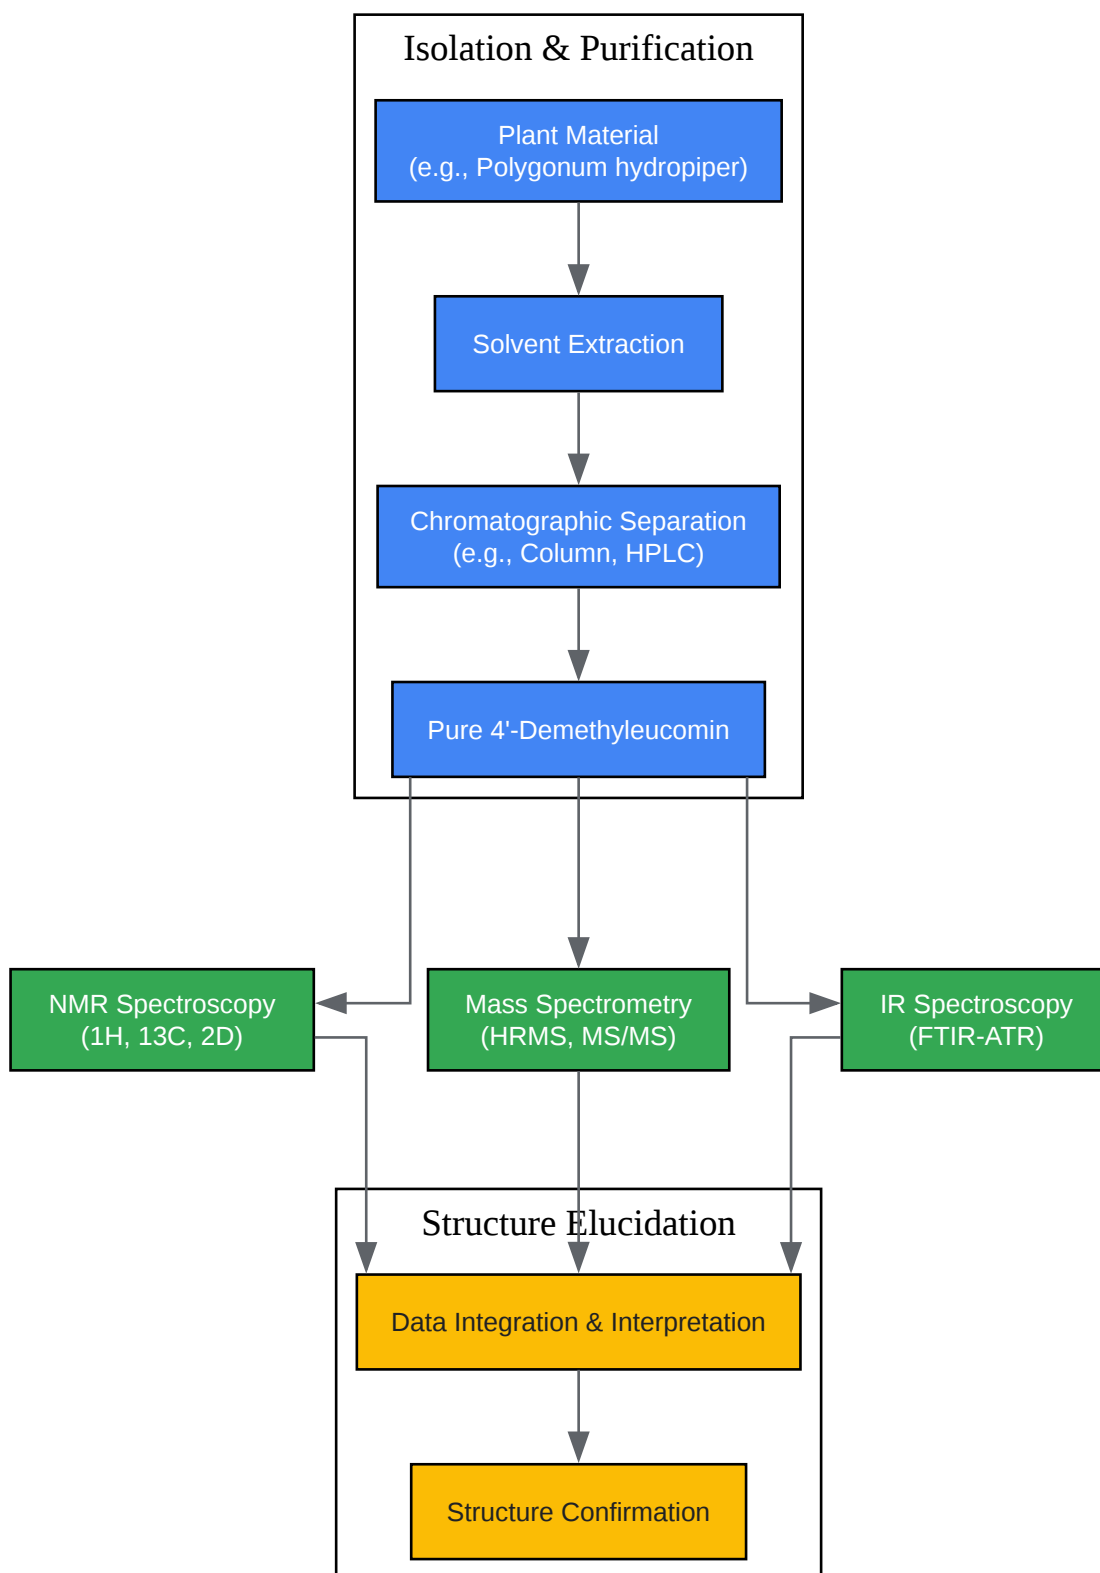 Isolation & Purification
Plant Material
(e.g., Polygonum hydropiper)
Solvent Extraction
Chromatographic Separation
(e.g., Column, HPLC)
Pure 4'-Demethyleucomin
NMR Spectroscopy
(1H, 13C, 2D)
Mass Spectrometry
(HRMS, MS/MS)
IR Spectroscopy
(FTIR-ATR)
Structure Elucidation
Data Integration & Interpretation
Structure Confirmation